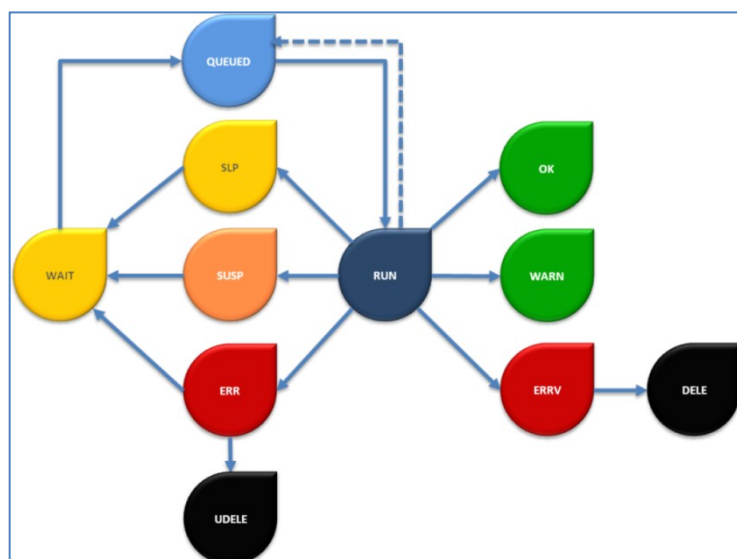 QUEUED
SLP
OK
WAIT
SUSP
RUN
WARN
ERR
ERRV
DELE
UDELE